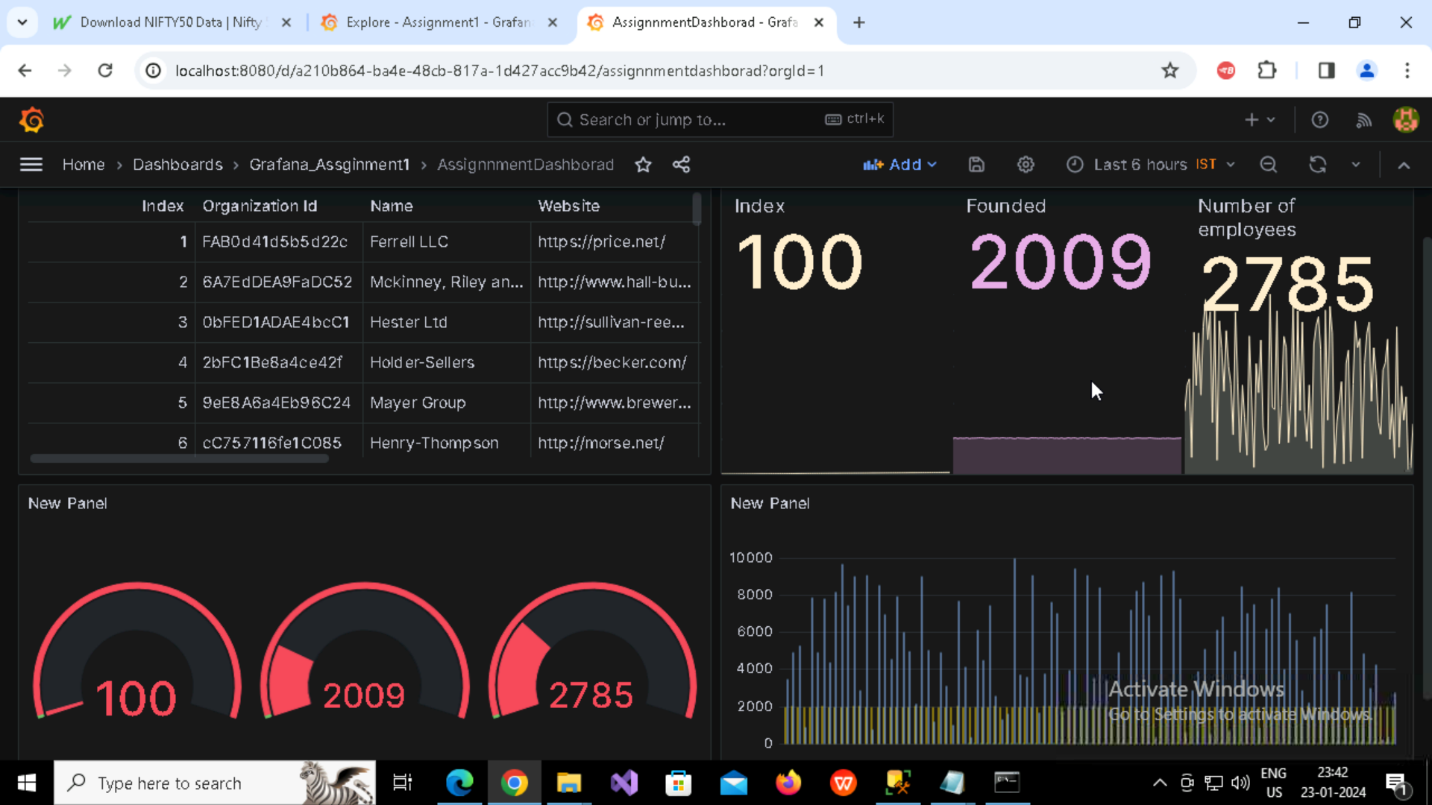 Download NIFTY50 Data | Nifty
Explore - Assignment1 - Grafan
AssignnmentDashborad - Grafa
localhost:8080/d/a210b864-ba4e-48cb-817a-1d427acc9b42/assignnmentdashborad?orgId=1
Search or jump to...
ctrl+k
Home › Dashboards › Grafana_Assginment1 › AssignnmentDashborad
Add
Last 6 hours IST
Index Organization Id Name Website
1 FAB0d41d5b5d22c Ferrell LLC https://price.net/
2 6A7EdDEA9FaDC52 Mckinney, Riley an... http://www.hall-bu...
3 0bFED1ADAE4bcC1 Hester Ltd http://sullivan-ree...
4 2bFC1Be8a4ce42f Holder-Sellers https://becker.com/
5 9eE8A6a4Eb96C24 Mayer Group http://www.brewer...
6 cC757116fe1C085 Henry-Thompson http://morse.net/
Index
100
Founded
2009
Number of
employees
2785
New Panel
100
2009
2785
New Panel
10000
8000
6000
4000
2000
0
Activate Windows
Go to Settings to activate Windows.
Type here to search
ENG
US
23:42
23-01-2024
1